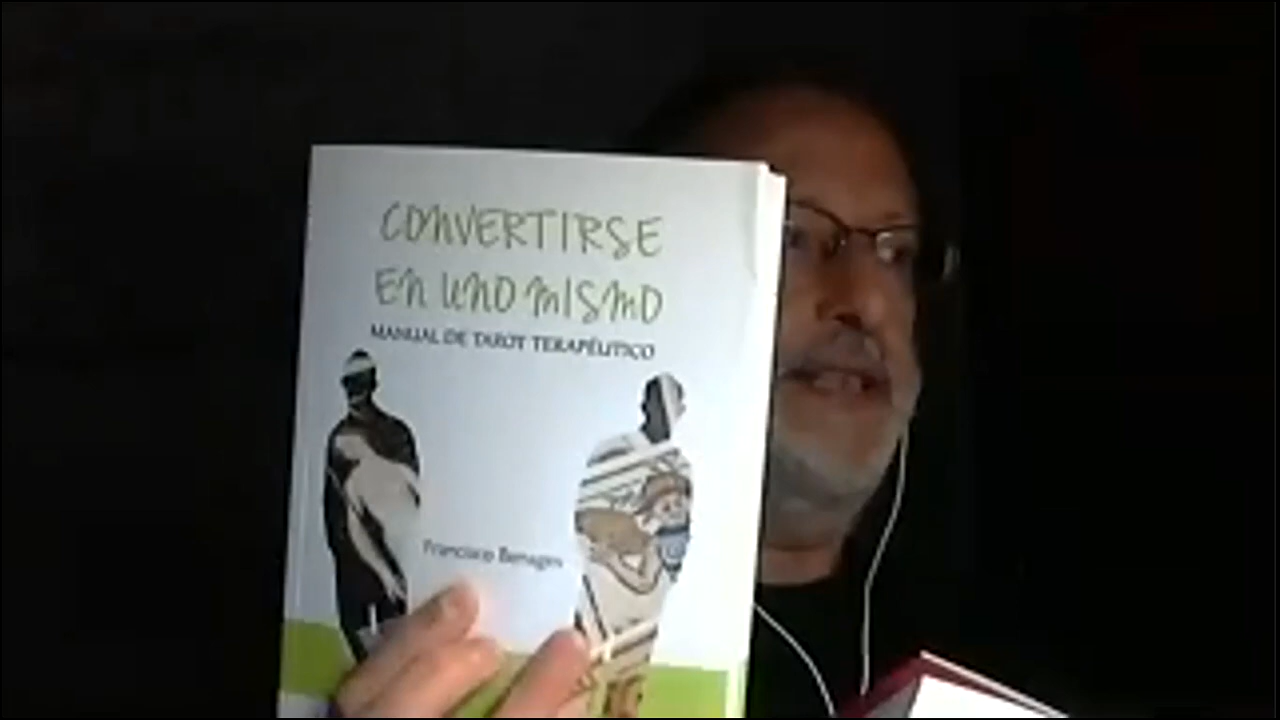 CONVERTIRSE
EN UNO MISMO
MANUAL DE TAROT TERAPÉUTICO
Francisco Benages